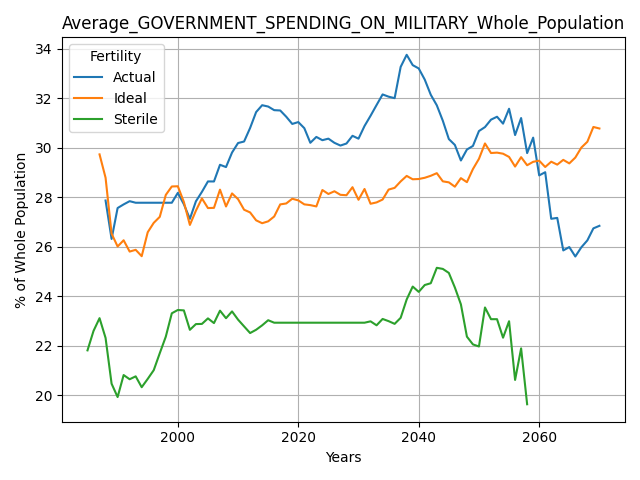 Average_GOVERNMENT_SPENDING_ON_MILITARY_Whole_Population
34
32
30
28
26
24
22
20
% of Whole Population
Fertility
Actual
Ideal
Sterile
2000
2020
2040
2060
Years